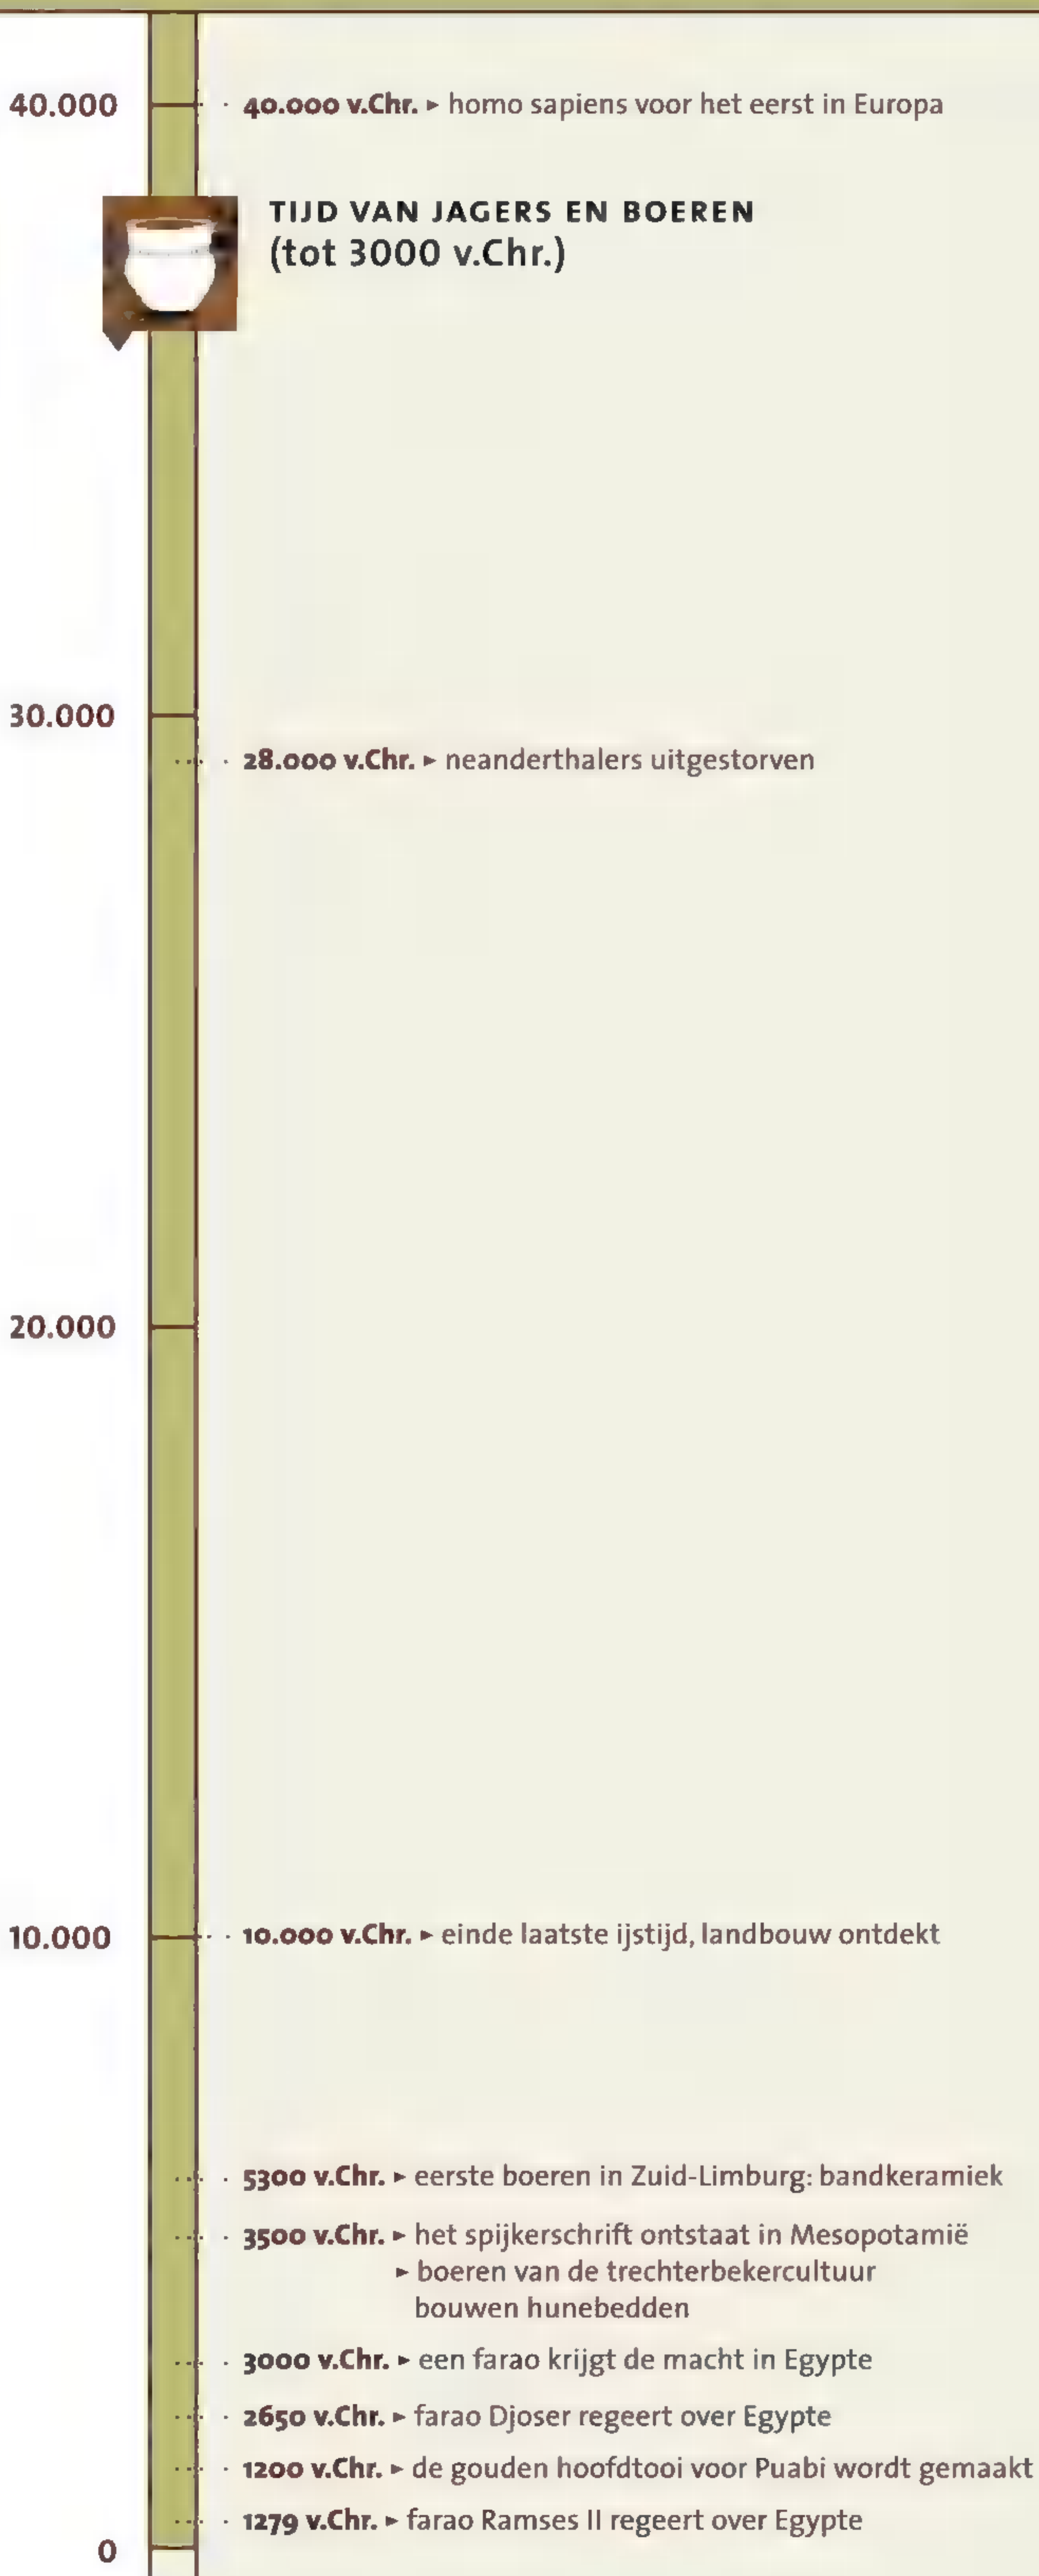 40.000
40.000 v.Chr. ▸ homo sapiens voor het eerst in Europa
TIJD VAN JAGERS EN BOEREN
(tot 3000 v.Chr.)
30.000
28.000 v.Chr. ▸ neanderthalers uitgestorven
20.000
10.000
10.000 v.Chr. ▸ einde laatste ijstijd, landbouw ontdekt
5300 v.Chr. ▸ eerste boeren in Zuid-Limburg: bandkeramiek
3500 v.Chr. ▸ het spijkerschrift ontstaat in Mesopotamië
▸ boeren van de trechterbekercultuur
bouwen hunebedden
3000 v.Chr. ▸ een farao krijgt de macht in Egypte
2650 v.Chr. ▸ farao Djoser regeert over Egypte
1200 v.Chr. ▸ de gouden hoofdtooi voor Puabi wordt gemaakt
1279 v.Chr. ▸ farao Ramses II regeert over Egypte
0